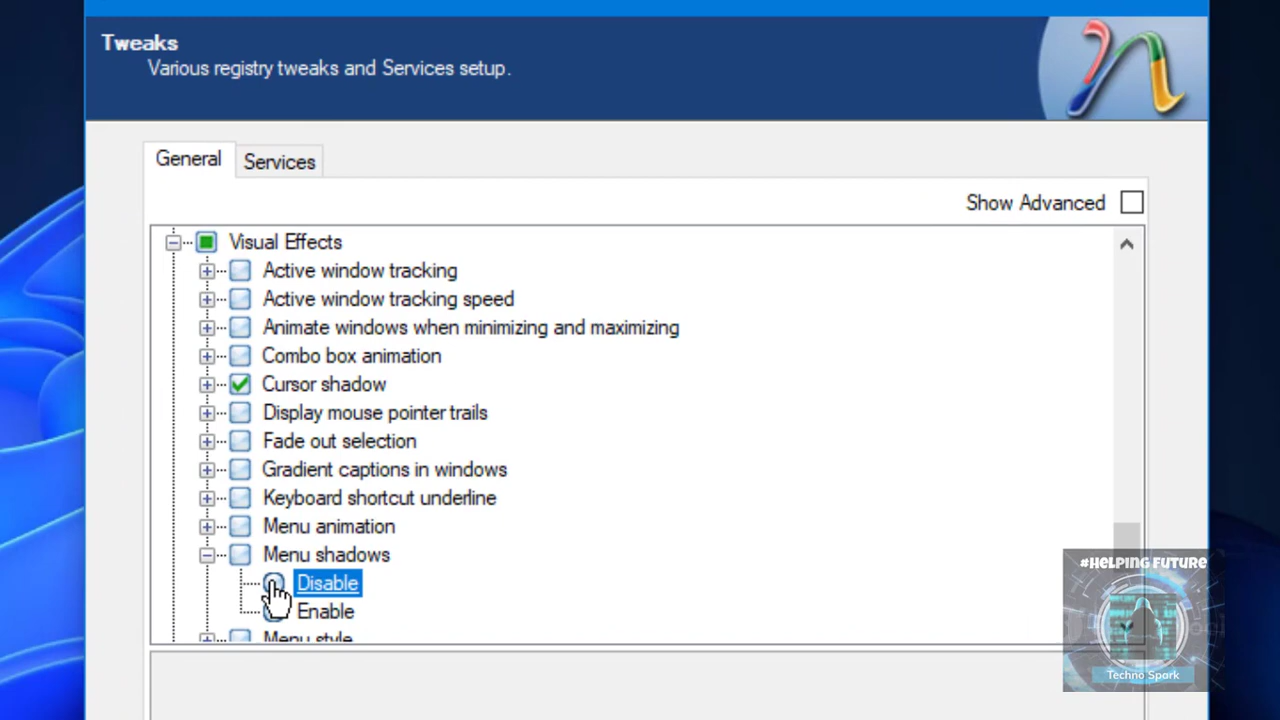 Tweaks
Various registry tweaks and Services setup.
General
Services
Show Advanced
Visual Effects
Active window tracking
Active window tracking speed
Animate windows when minimizing and maximizing
Combo box animation
Cursor shadow
Display mouse pointer trails
Fade out selection
Gradient captions in windows
Keyboard shortcut underline
Menu animation
Menu shadows
Disable
Enable
Menu style
#HELPING FUTURE
Techno Spark